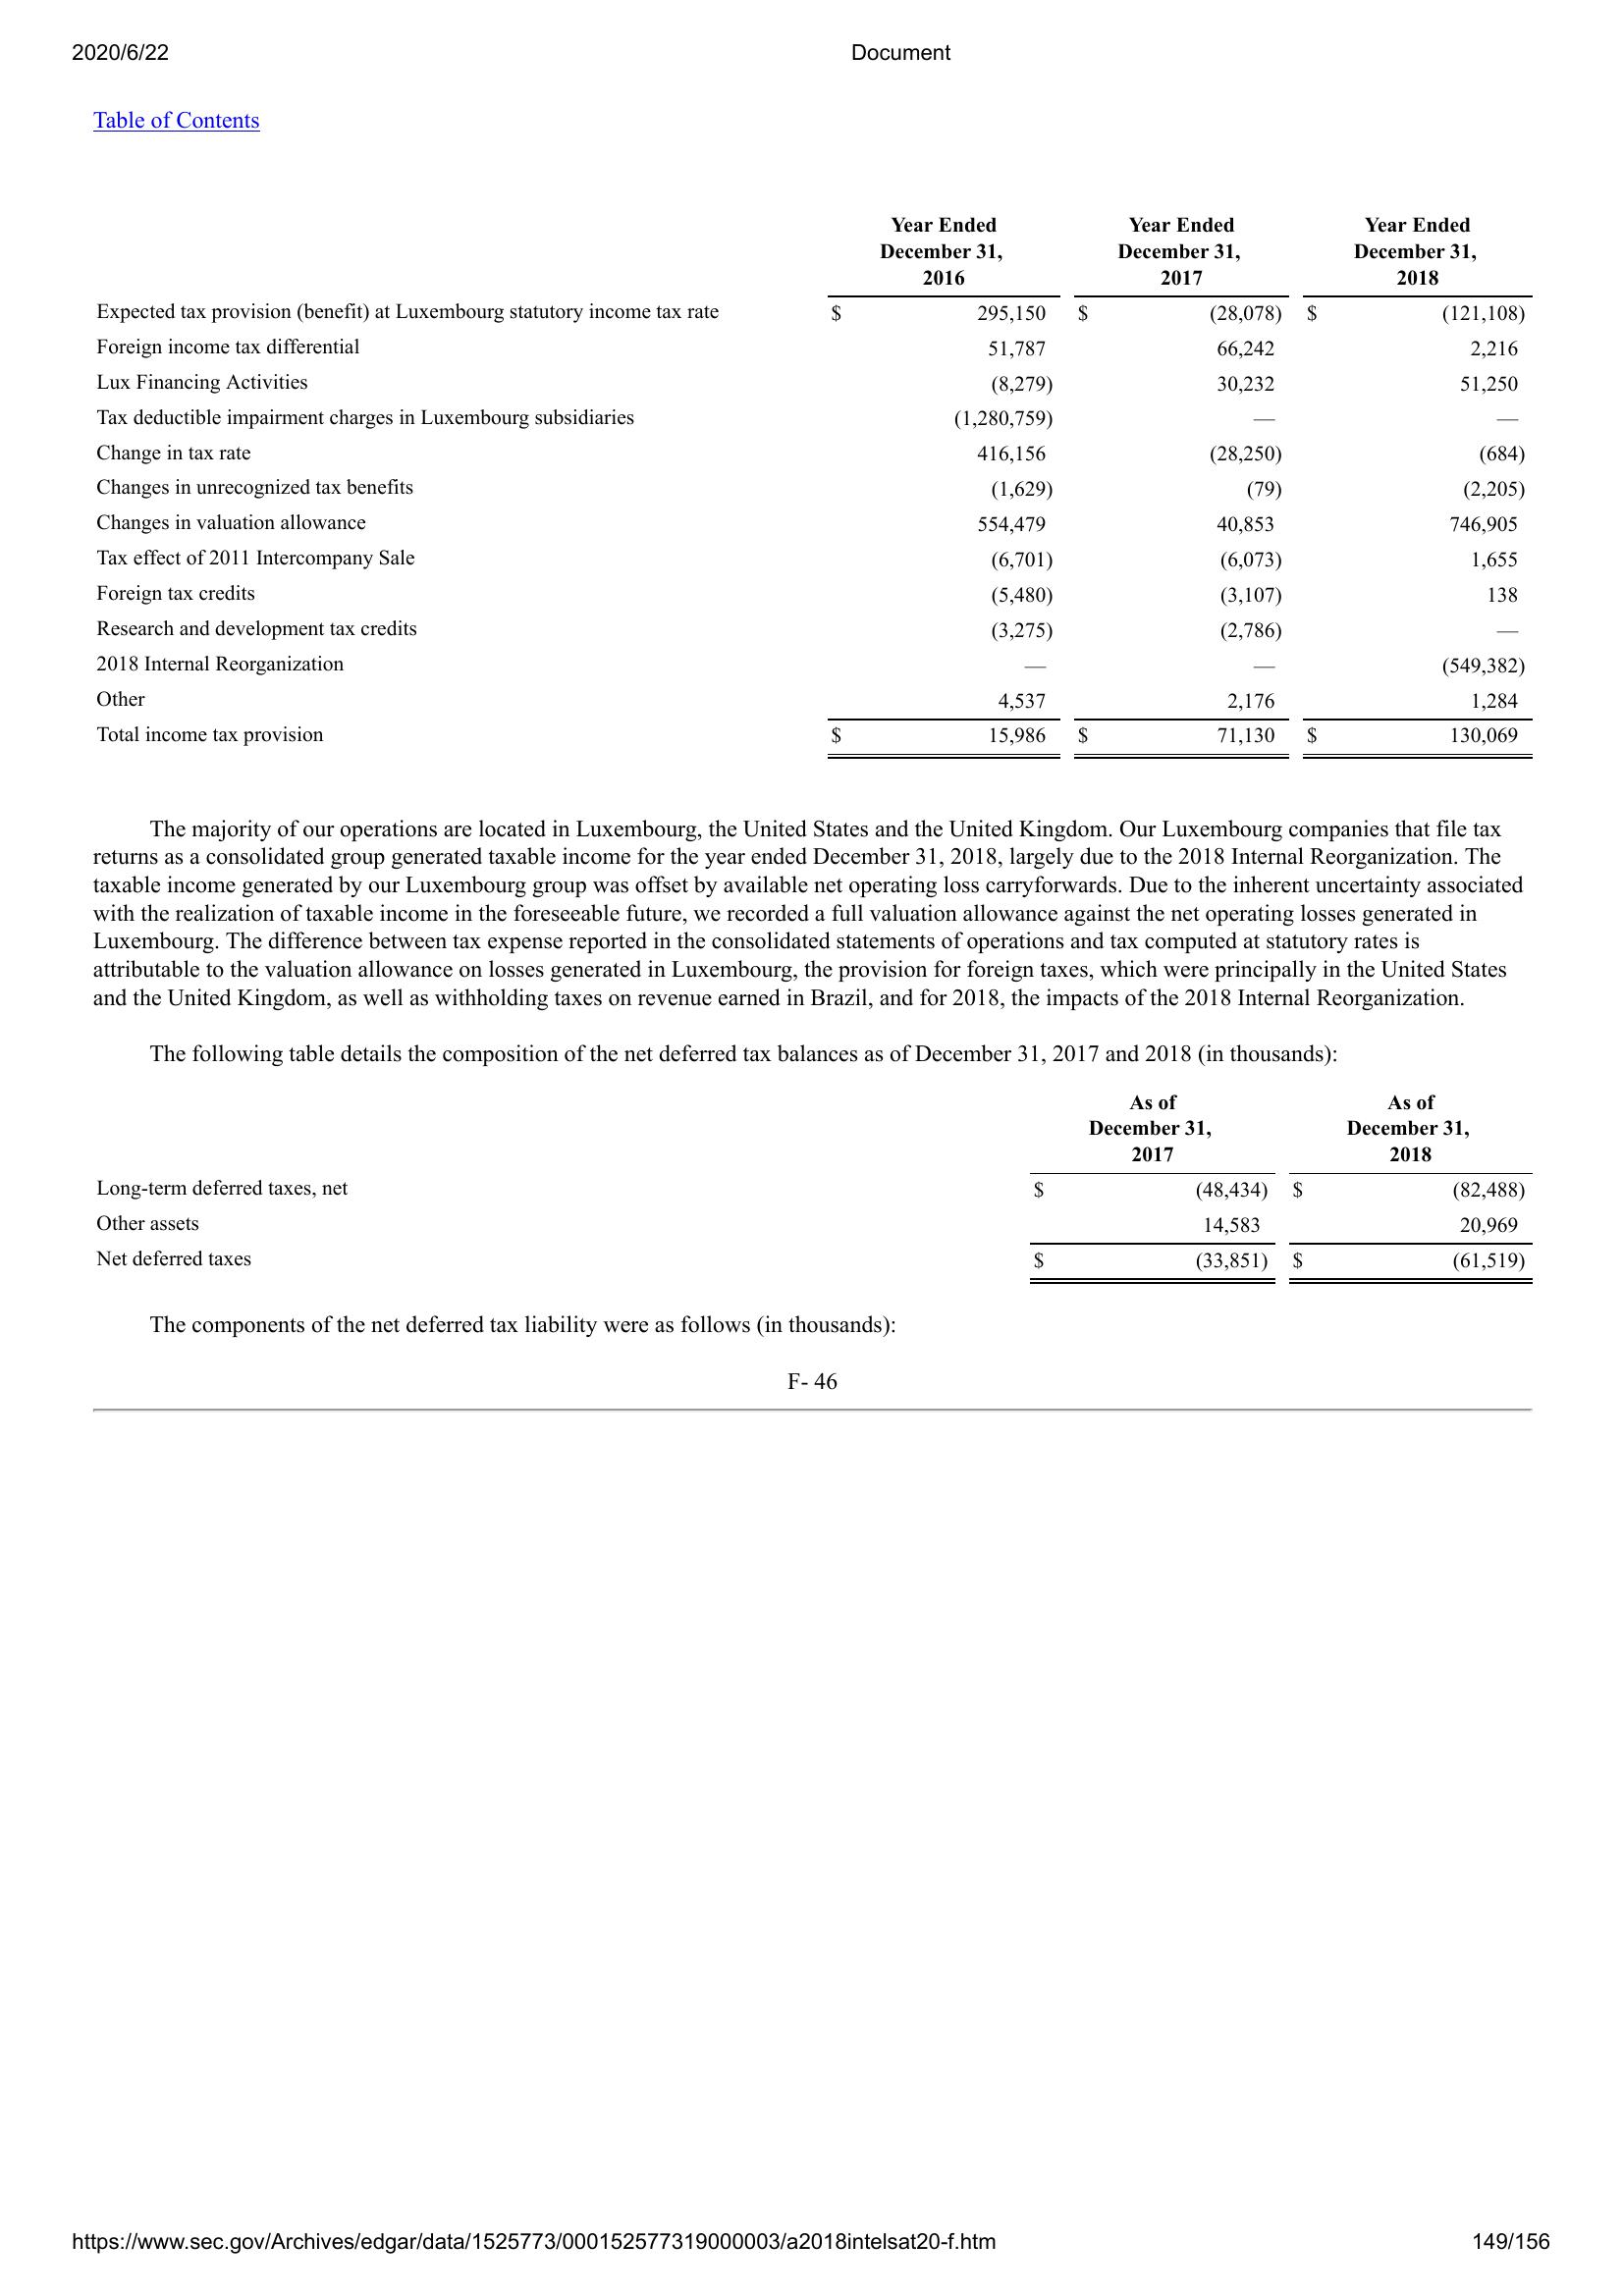 2020/6/22 Document
Table of Contents
Year Ended December 31, 2016 Year Ended December 31, 2017 Year Ended December 31, 2018
Expected tax provision (benefit) at Luxembourg statutory income tax rate $ 295,150 $ (28,078) $ (121,108)
Foreign income tax differential 51,787 66,242 2,216
Lux Financing Activities (8,279) 30,232 51,250
Tax deductible impairment charges in Luxembourg subsidiaries (1,280,759) — —
Change in tax rate 416,156 (28,250) (684)
Changes in unrecognized tax benefits (1,629) (79) (2,205)
Changes in valuation allowance 554,479 40,853 746,905
Tax effect of 2011 Intercompany Sale (6,701) (6,073) 1,655
Foreign tax credits (5,480) (3,107) 138
Research and development tax credits (3,275) (2,786) —
2018 Internal Reorganization — — (549,382)
Other 4,537 2,176 1,284
Total income tax provision $ 15,986 $ 71,130 $ 130,069
The majority of our operations are located in Luxembourg, the United States and the United Kingdom. Our Luxembourg companies that file tax
returns as a consolidated group generated taxable income for the year ended December 31, 2018, largely due to the 2018 Internal Reorganization. The
taxable income generated by our Luxembourg group was offset by available net operating loss carryforwards. Due to the inherent uncertainty associated
with the realization of taxable income in the foreseeable future, we recorded a full valuation allowance against the net operating losses generated in
Luxembourg. The difference between tax expense reported in the consolidated statements of operations and tax computed at statutory rates is
attributable to the valuation allowance on losses generated in Luxembourg, the provision for foreign taxes, which were principally in the United States
and the United Kingdom, as well as withholding taxes on revenue earned in Brazil, and for 2018, the impacts of the 2018 Internal Reorganization.
The following table details the composition of the net deferred tax balances as of December 31, 2017 and 2018 (in thousands):
As of December 31, 2017 As of December 31, 2018
Long-term deferred taxes, net $ (48,434) $ (82,488)
Other assets 14,583 20,969
Net deferred taxes $ (33,851) $ (61,519)
The components of the net deferred tax liability were as follows (in thousands):
F- 46
https://www.sec.gov/Archives/edgar/data/1525773/000152577319000003/a2018intelsat20-f.htm 149/156